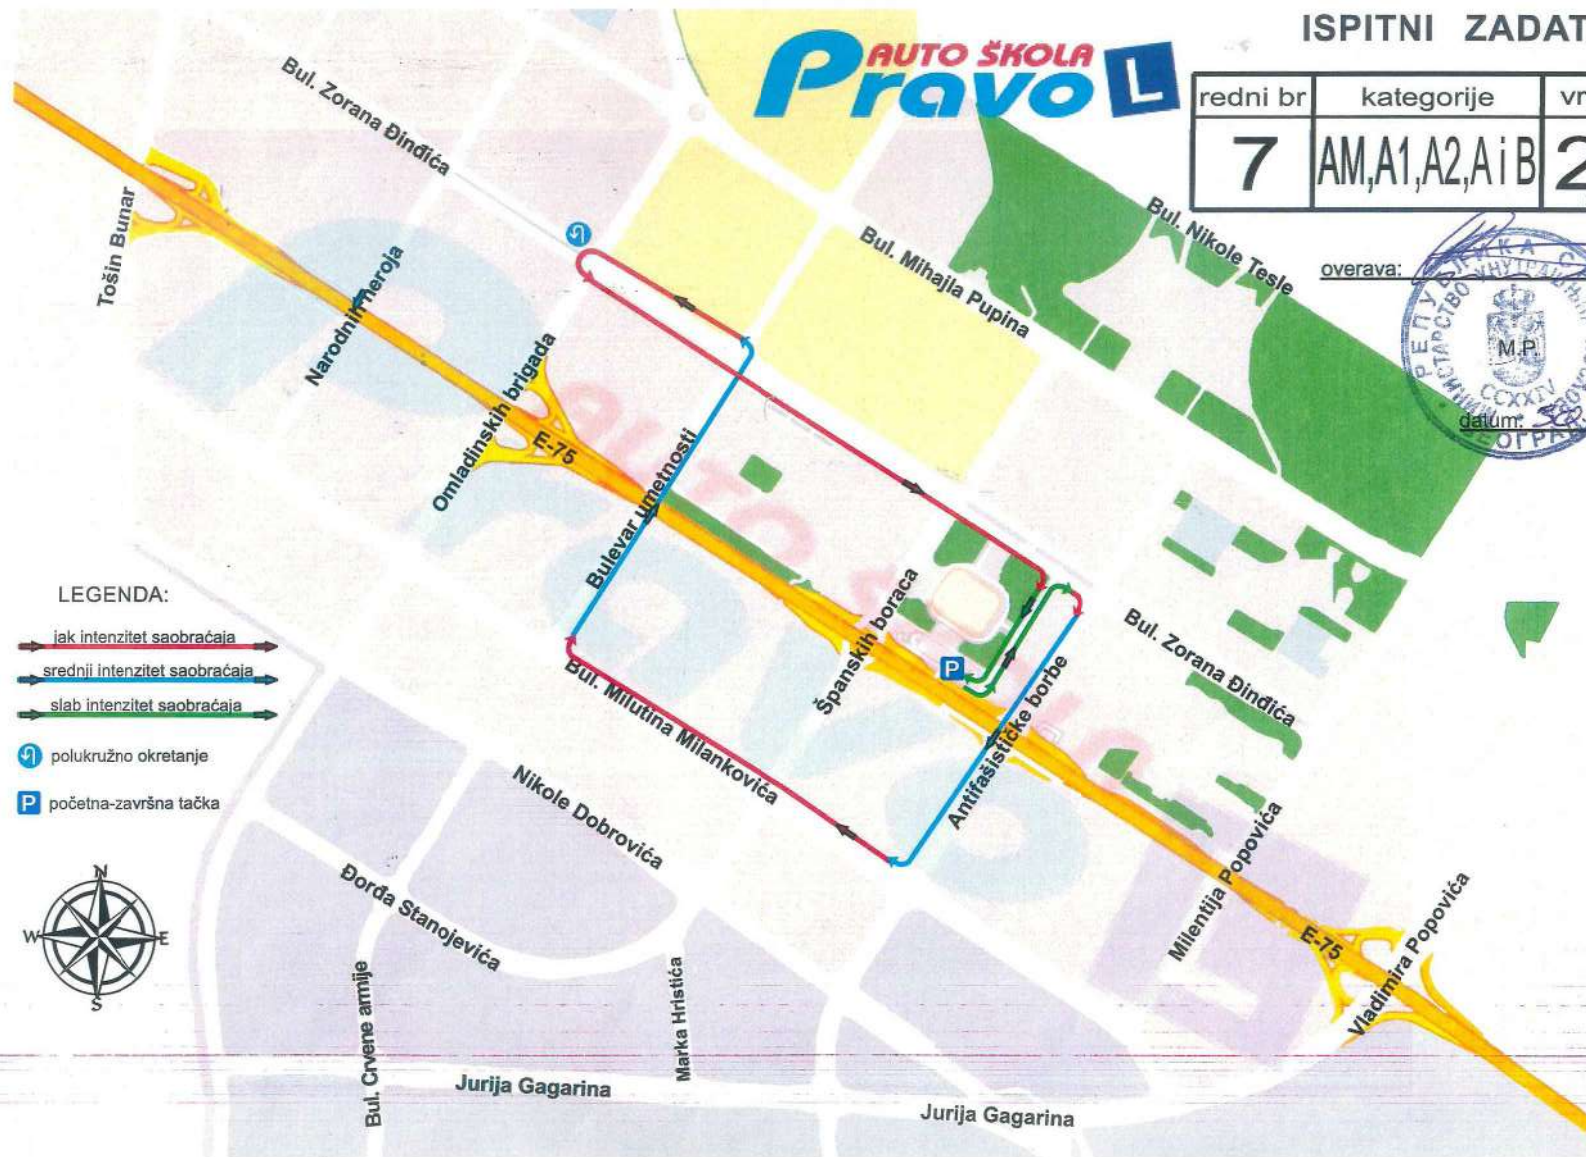 ISPITNI ZADAT
AUTO ŠKOLA
Pravo L
redni br kategorije
7 AM,A1,A2,A i B 2
overava:
M.P.
CCXXIV
datum:
Bul. Zorana Đinđića
Bul. Nikole Tesle
Bul. Mihajla Pupina
Tošin Bunar
Narodnih heroja
Omladinskih brigada
E-75
Bulevar umetnosti
Španskih boraca
P
Antifašističke borbe
Bul. Zorana Đinđića
Bul. Milutina Milankovića
Nikole Dobrovića
Milentija Popovića
E-75
Vladimira Popovića
Đorđa Stanojevića
Bul. Crvene armije
Marka Hristića
Jurija Gagarina
Jurija Gagarina
LEGENDA:
jak intenzitet saobraćaja
srednji intenzitet saobraćaja
slab intenzitet saobraćaja
polukružno okretanje
P početna-završna tačka
N
W E
S